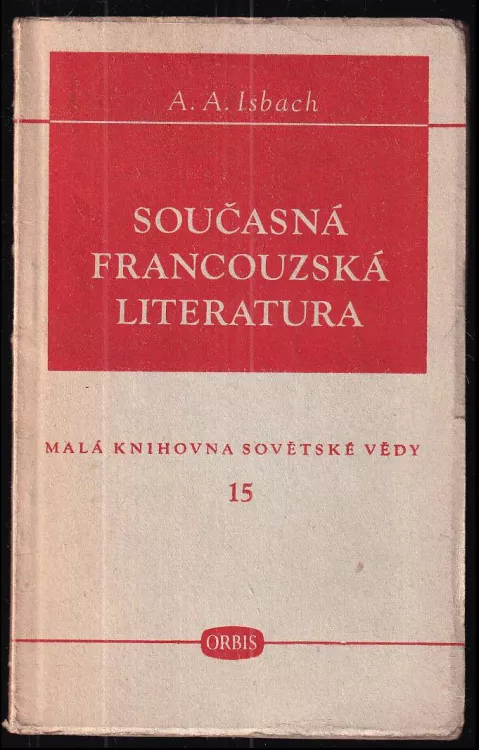 A. A. Isbach
SOUČASNÁ
FRANCOUZSKÁ
LITERATURA
MALÁ KNIHOVNA SOVĚTSKÉ VĚDY
15
ORBIS